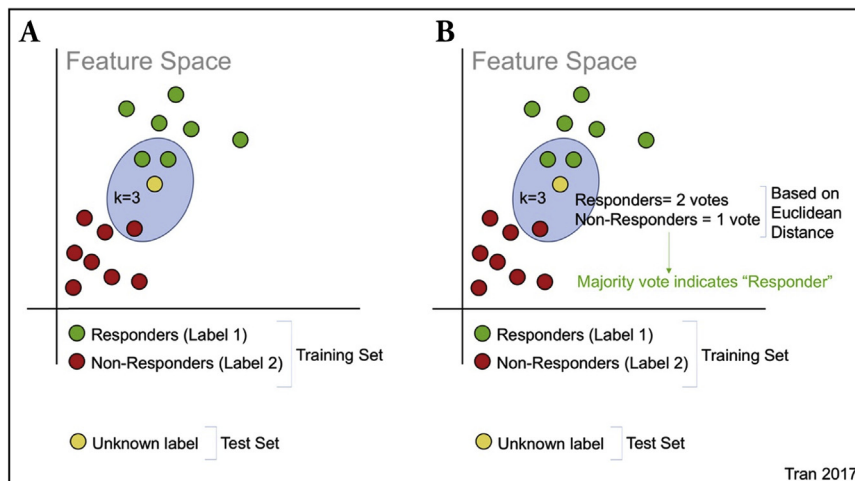 A
Feature Space
k=3
Responders (Label 1)
Non-Responders (Label 2)
Training Set
Unknown label
Test Set
B
Feature Space
k=3
Responders= 2 votes
Non-Responders = 1 vote
Based on
Euclidean
Distance
Majority vote indicates “Responder”
Responders (Label 1)
Non-Responders (Label 2)
Training Set
Unknown label
Test Set
Tran 2017